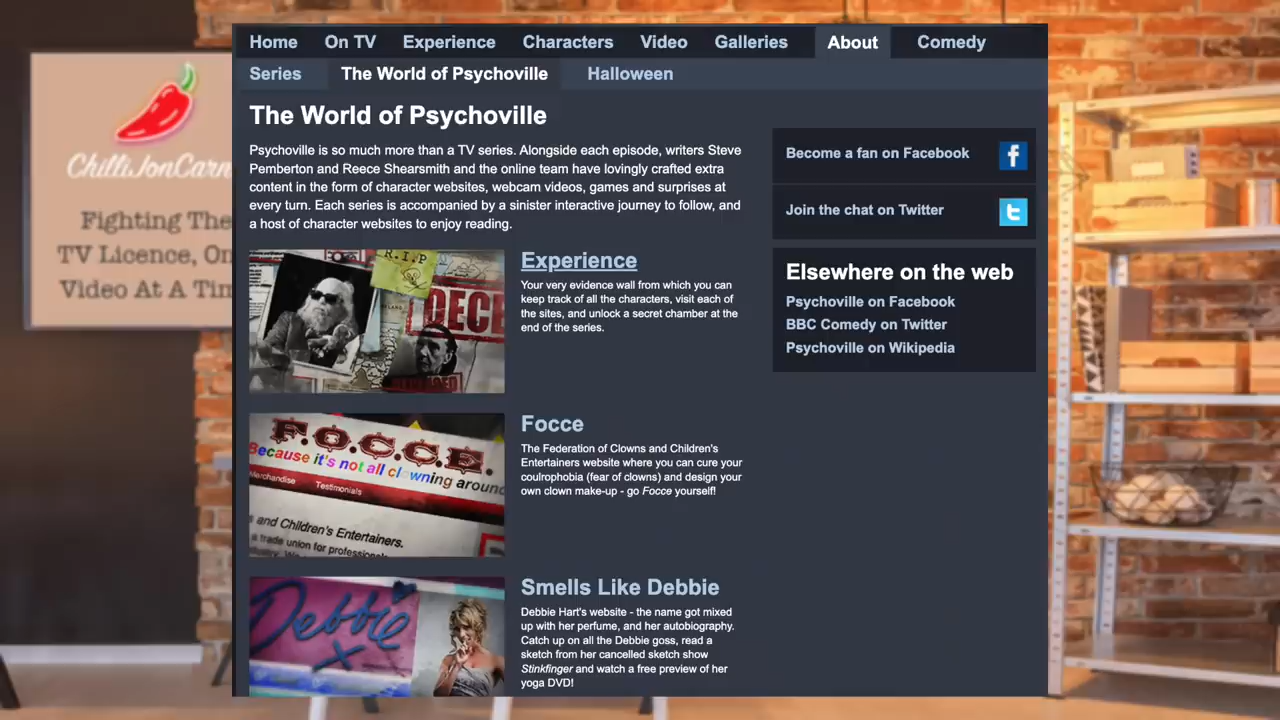 Home On TV Experience Characters Video Galleries About Comedy
Series The World of Psychoville Halloween
The World of Psychoville
Psychoville is so much more than a TV series. Alongside each episode, writers Steve
Pemberton and Reece Shearsmith and the online team have lovingly crafted extra
content in the form of character websites, webcam videos, games and surprises at
every turn. Each series is accompanied by a sinister interactive journey to follow, and
a host of character websites to enjoy reading.
R.I.P
DECE
Experience
Your very evidence wall from which you can
keep track of all the characters, visit each of
the sites, and unlock a secret chamber at the
end of the series.
F.O.C.C.E.
Because it's not all clowning around
Merchandise Testimonials
and Children's Entertainers.
a trade union for professional
Focce
The Federation of Clowns and Children's
Entertainers website where you can cure your
coulrophobia (fear of clowns) and design your
own clown make-up - go Focce yourself!
Debbie
x
Smells Like Debbie
Debbie Hart's website - the name got mixed
up with her perfume, and her autobiography.
Catch up on all the Debbie goss, read a
sketch from her cancelled sketch show
Stinkfinger and watch a free preview of her
yoga DVD!
Become a fan on Facebook
f
Join the chat on Twitter
t
Elsewhere on the web
Psychoville on Facebook
BBC Comedy on Twitter
Psychoville on Wikipedia
ChilliJonCarn
Fighting The
TV Licence, On
Video At A Tim